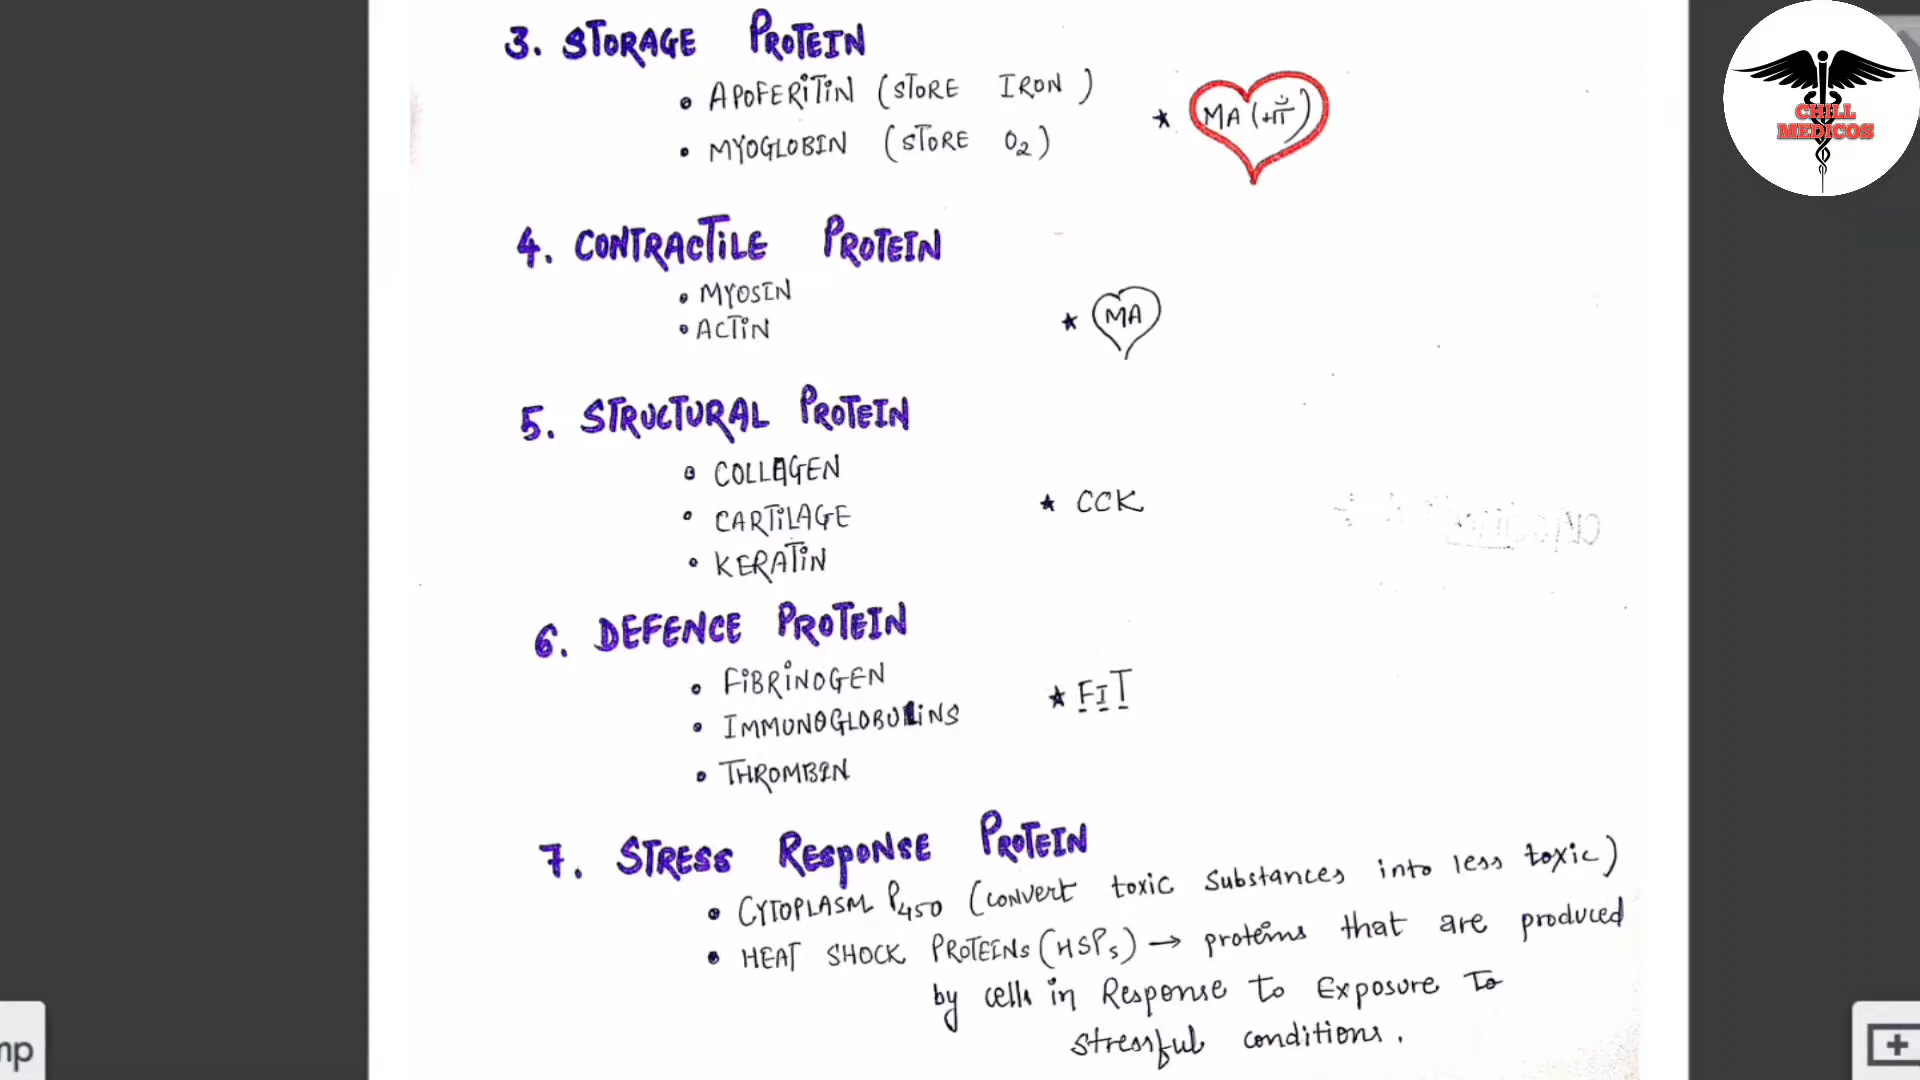 3. STORAGE PROTEIN
• APOFERITIN (STORE IRON)
• MYOGLOBIN (STORE O2)
★ MA (माँ)
4. CONTRACTILE PROTEIN
• MYOSIN
• ACTIN
★ MA
5. STRUCTURAL PROTEIN
• COLLAGEN
• CARTILAGE
• KERATIN
★ CCK
6. DEFENCE PROTEIN
• FIBRINOGEN
• IMMUNOGLOBULINS
• THROMBIN
★ FIT
7. STRESS RESPONSE PROTEIN
• CYTOPLASM P450 (convert toxic substances into less toxic)
• HEAT SHOCK PROTEINS (HSPs) → proteins that are produced
by cells in Response to Exposure To
stressful conditions.
CHILL
MEDICOS
mp